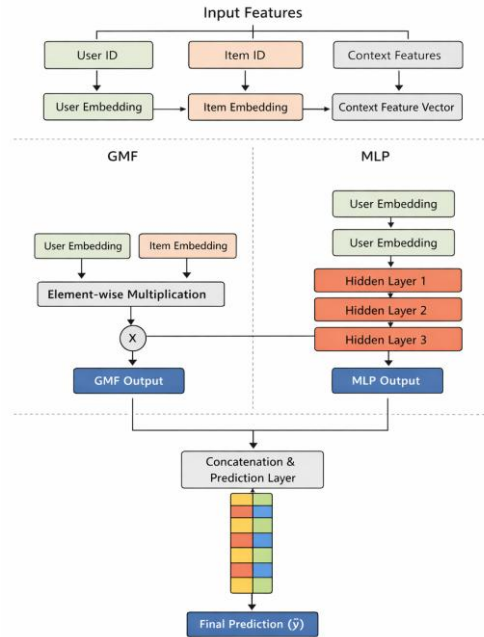 Input Features
User ID
Item ID
Context Features
User Embedding
Item Embedding
Context Feature Vector
GMF
MLP
User Embedding
User Embedding
Item Embedding
User Embedding
Element-wise Multiplication
Hidden Layer 1
Hidden Layer 2
X
Hidden Layer 3
GMF Output
MLP Output
Concatenation &
Prediction Layer
Final Prediction (ŷ)